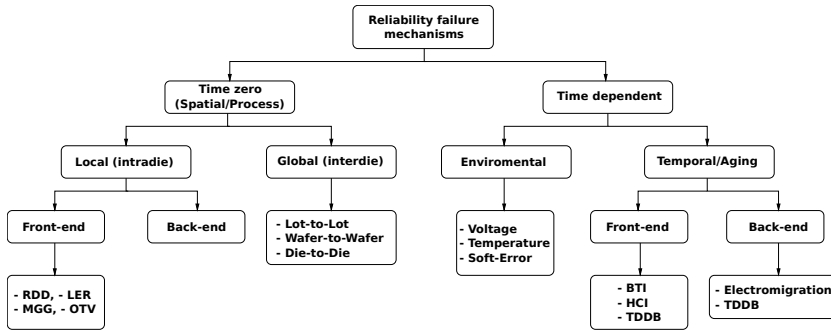 Reliability failure
mechanisms
Time zero
(Spatial/Process)
Time dependent
Local (intradie)
Global (interdie)
Enviromental
Temporal/Aging
Front-end
Back-end
- Lot-to-Lot
- Wafer-to-Wafer
- Die-to-Die
- Voltage
- Temperature
- Soft-Error
Front-end
Back-end
- RDD, - LER
- MGG, - OTV
- BTI
- HCI
- TDDB
- Electromigration
- TDDB